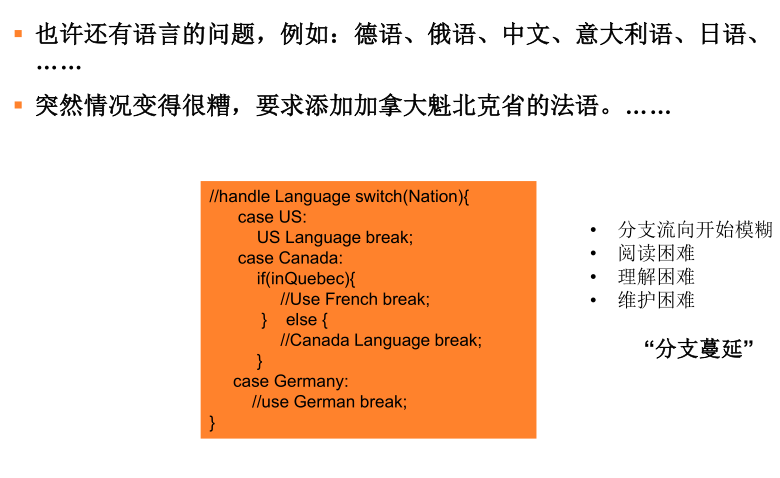 ▪ 也许还有语言的问题，例如：德语、俄语、中文、意大利语、日语、
……
▪ 突然情况变得很糟，要求添加加拿大魁北克省的法语。……
//handle Language switch(Nation){
case US:
US Language break;
case Canada:
if(inQuebec){
//Use French break;
} else {
//Canada Language break;
}
case Germany:
//use German break;
}
• 分支流向开始模糊
• 阅读困难
• 理解困难
• 维护困难
“分支蔓延”